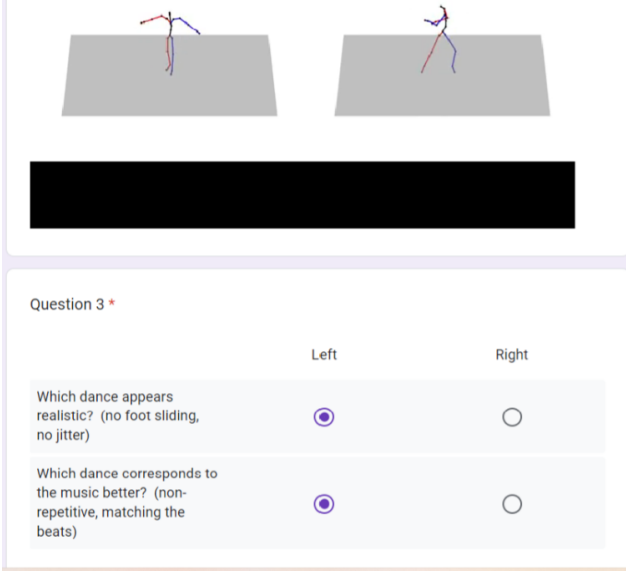 Question 3 *
Left Right
Which dance appears
realistic? (no foot sliding,
no jitter)
Which dance corresponds to
the music better? (non-
repetitive, matching the
beats)